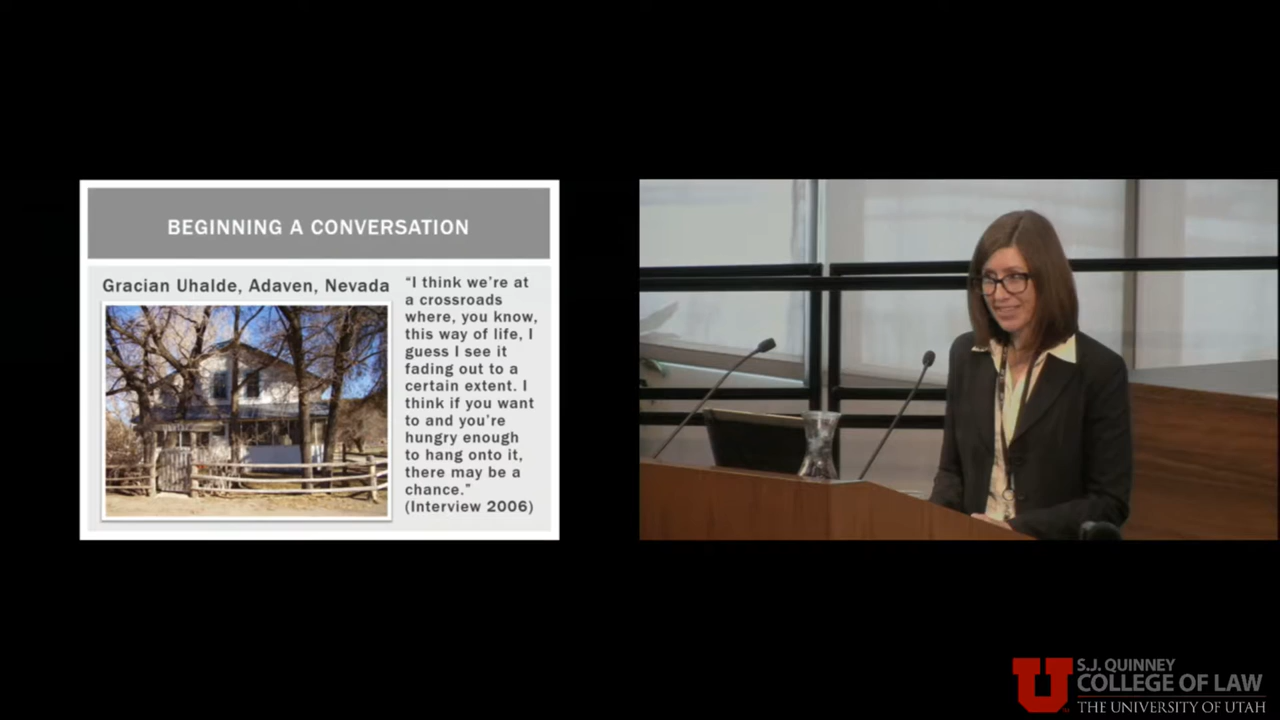 BEGINNING A CONVERSATION
Gracian Uhalde, Adaven, Nevada
“I think we’re at
a crossroads
where, you know,
this way of life, I
guess I see it
fading out to a
certain extent. I
think if you want
to and you’re
hungry enough
to hang onto it,
there may be a
chance.”
(Interview 2006)
U
S.J. QUINNEY
COLLEGE OF LAW
THE UNIVERSITY OF UTAH